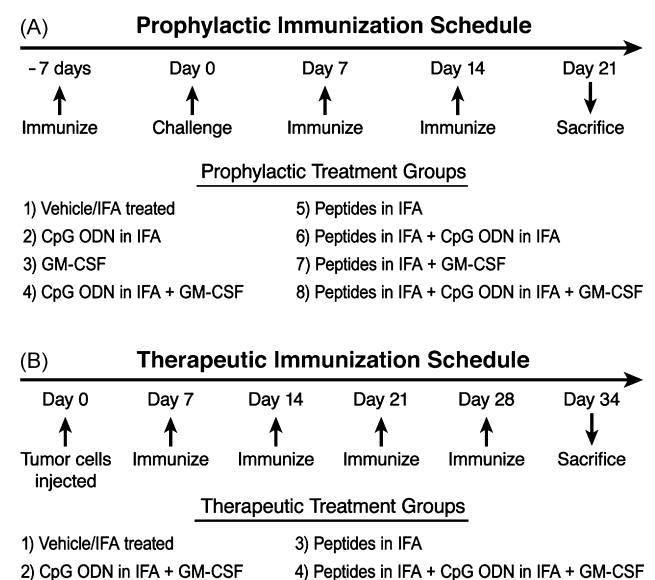 (A) Prophylactic Immunization Schedule
- 7 days Day 0 Day 7 Day 14 Day 21
Immunize Challenge Immunize Immunize Sacrifice
Prophylactic Treatment Groups
1) Vehicle/IFA treated 5) Peptides in IFA
2) CpG ODN in IFA 6) Peptides in IFA + CpG ODN in IFA
3) GM-CSF 7) Peptides in IFA + GM-CSF
4) CpG ODN in IFA + GM-CSF 8) Peptides in IFA + CpG ODN in IFA + GM-CSF
(B) Therapeutic Immunization Schedule
Day 0 Day 7 Day 14 Day 21 Day 28 Day 34
Tumor cells Immunize Immunize Immunize Immunize Sacrifice
injected
Therapeutic Treatment Groups
1) Vehicle/IFA treated 3) Peptides in IFA
2) CpG ODN in IFA + GM-CSF 4) Peptides in IFA + CpG ODN in IFA + GM-CSF